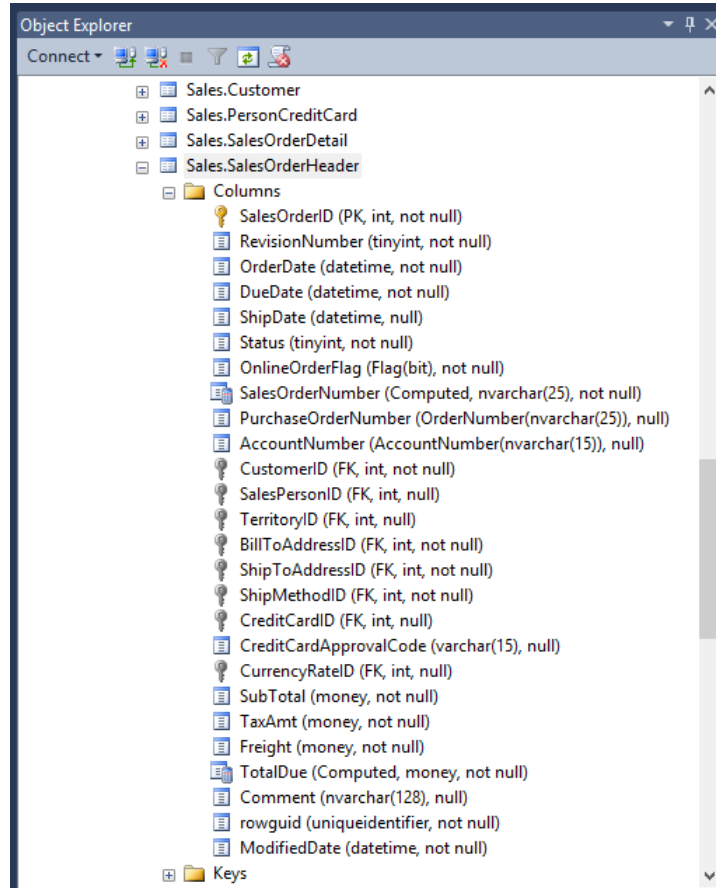 Object Explorer
Connect
Sales.Customer
Sales.PersonCreditCard
Sales.SalesOrderDetail
Sales.SalesOrderHeader
Columns
SalesOrderID (PK, int, not null)
RevisionNumber (tinyint, not null)
OrderDate (datetime, not null)
DueDate (datetime, not null)
ShipDate (datetime, null)
Status (tinyint, not null)
OnlineOrderFlag (Flag(bit), not null)
SalesOrderNumber (Computed, nvarchar(25), not null)
PurchaseOrderNumber (OrderNumber(nvarchar(25)), null)
AccountNumber (AccountNumber(nvarchar(15)), null)
CustomerID (FK, int, not null)
SalesPersonID (FK, int, null)
TerritoryID (FK, int, null)
BillToAddressID (FK, int, not null)
ShipToAddressID (FK, int, not null)
ShipMethodID (FK, int, not null)
CreditCardID (FK, int, null)
CreditCardApprovalCode (varchar(15), null)
CurrencyRateID (FK, int, null)
SubTotal (money, not null)
TaxAmt (money, not null)
Freight (money, not null)
TotalDue (Computed, money, not null)
Comment (nvarchar(128), null)
rowguid (uniqueidentifier, not null)
ModifiedDate (datetime, not null)
Keys